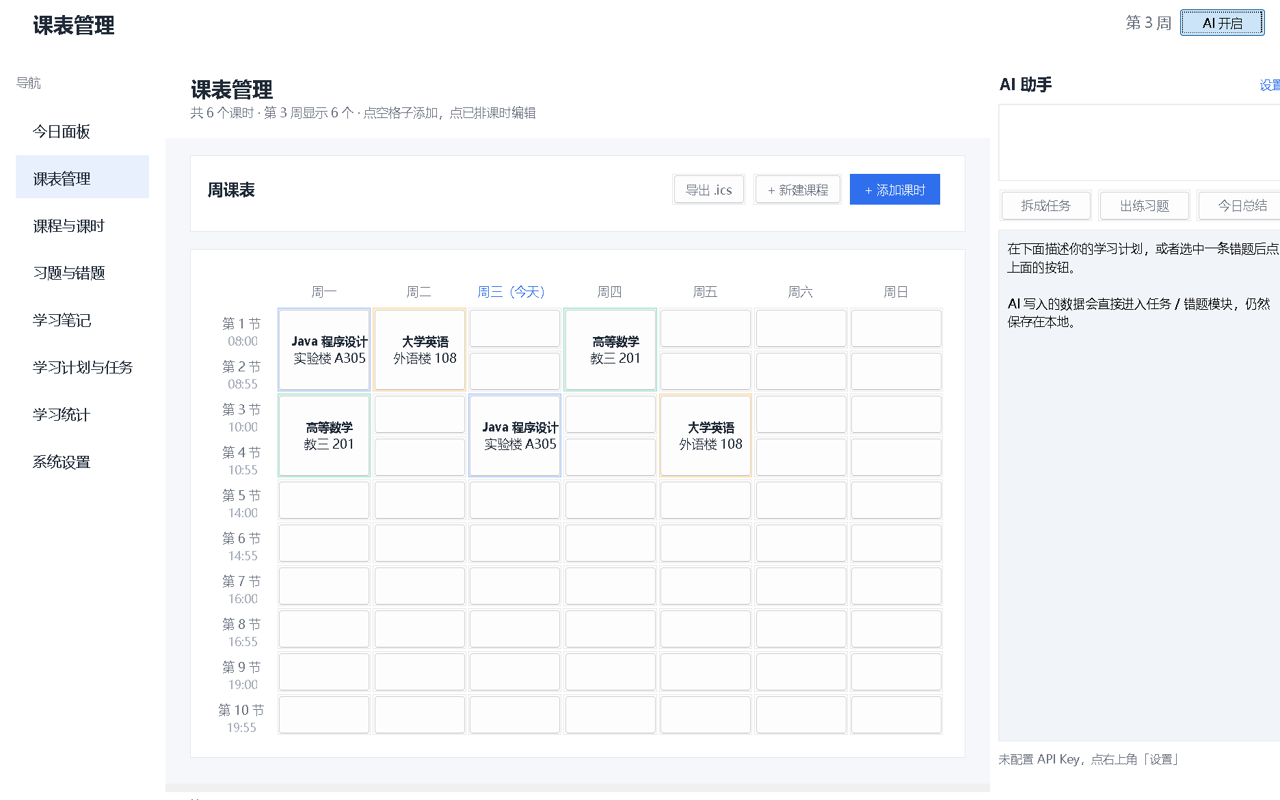 课表管理
第 3 周
AI 开启
导航
今日面板
课表管理
课程与课时
习题与错题
学习笔记
学习计划与任务
学习统计
系统设置
课表管理
共 6 个课时 · 第 3 周显示 6 个 · 点空格子添加，点已排课时编辑
周课表
导出 .ics
+ 新建课程
+ 添加课时
周一
周二
周三（今天）
周四
周五
周六
周日
第 1 节
08:00
Java 程序设计
实验楼 A305
大学英语
外语楼 108
高等数学
教三 201
第 2 节
08:55
第 3 节
10:00
高等数学
教三 201
Java 程序设计
实验楼 A305
大学英语
外语楼 108
第 4 节
10:55
第 5 节
14:00
第 6 节
14:55
第 7 节
16:00
第 8 节
16:55
第 9 节
19:00
第 10 节
19:55
AI 助手
设置
拆成任务
出练习题
今日总结
在下面描述你的学习计划，或者选中一条错题后点
上面的按钮。
AI 写入的数据会直接进入任务 / 错题模块，仍然
保存在本地。
未配置 API Key，点右上角「设置」